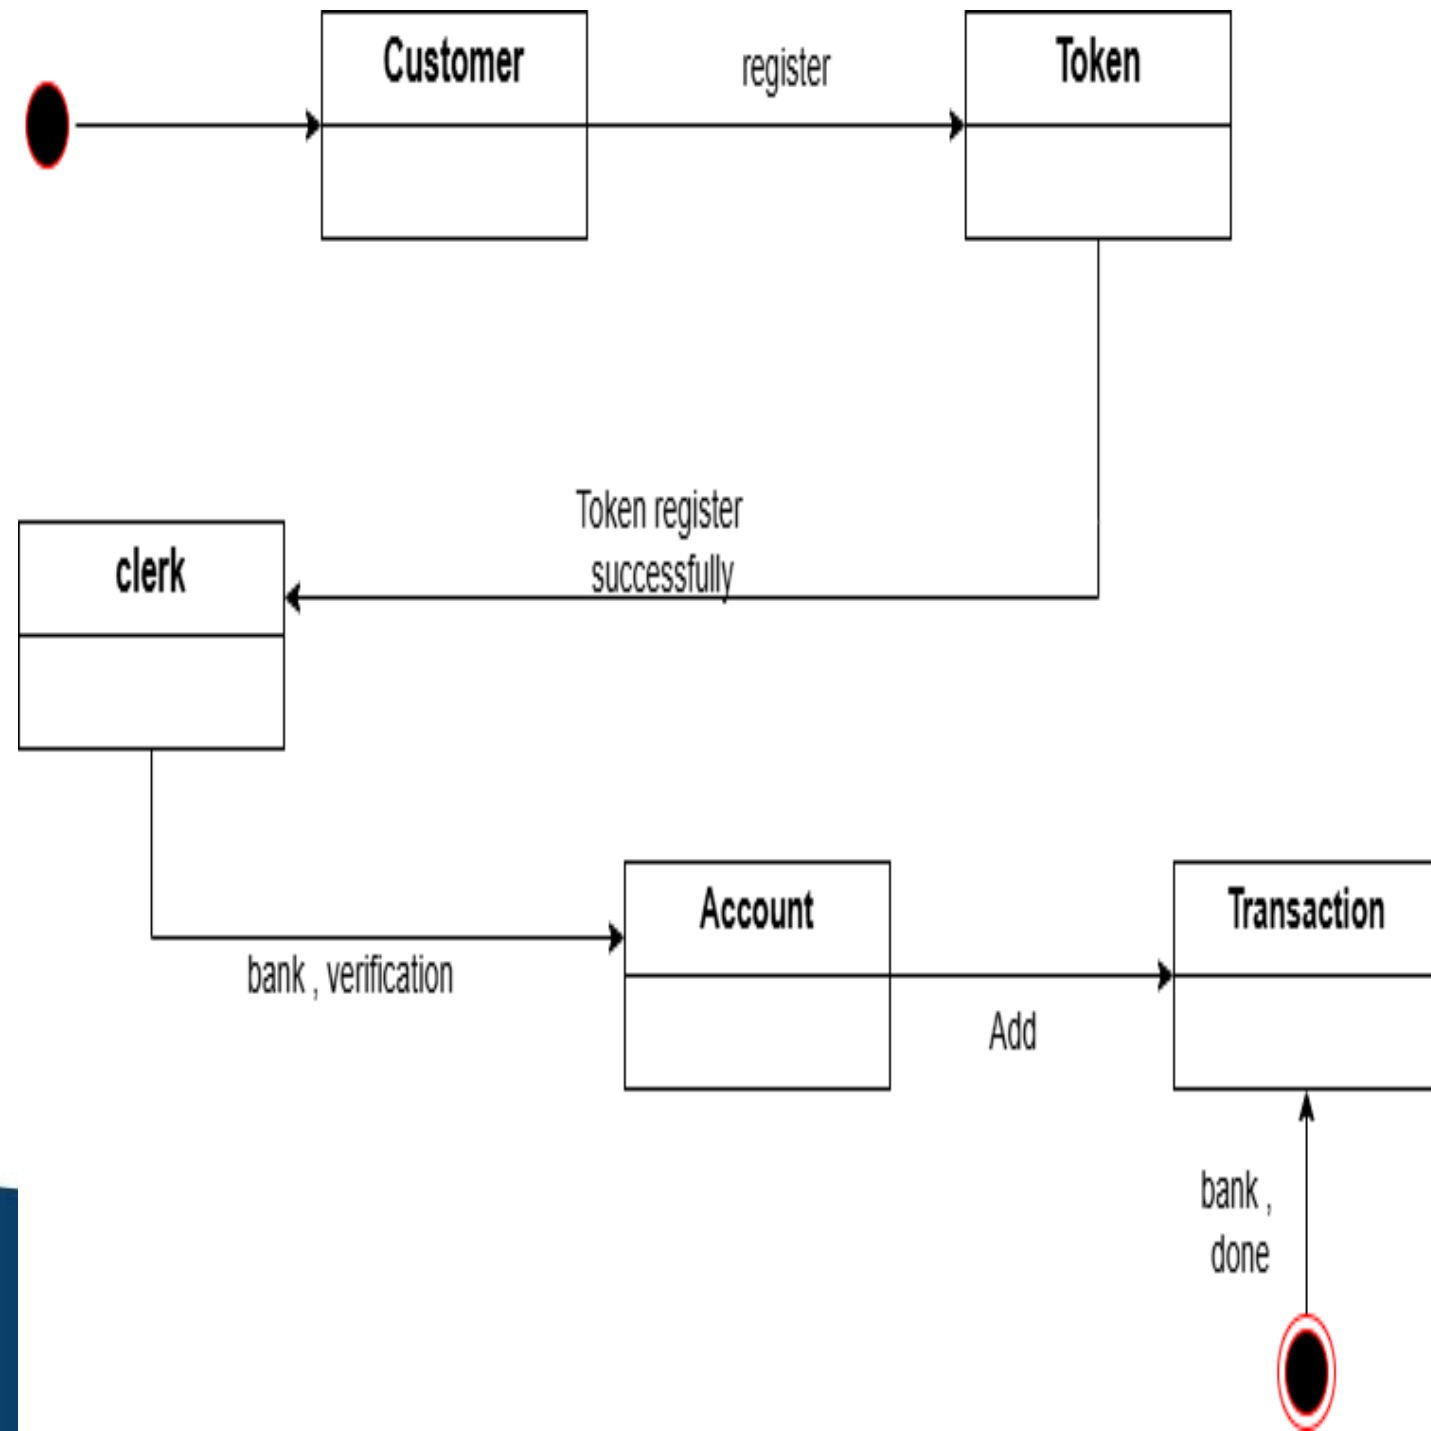 Customer
register
Token
Token register
successfully
clerk
bank , verification
Account
Add
Transaction
bank ,
done